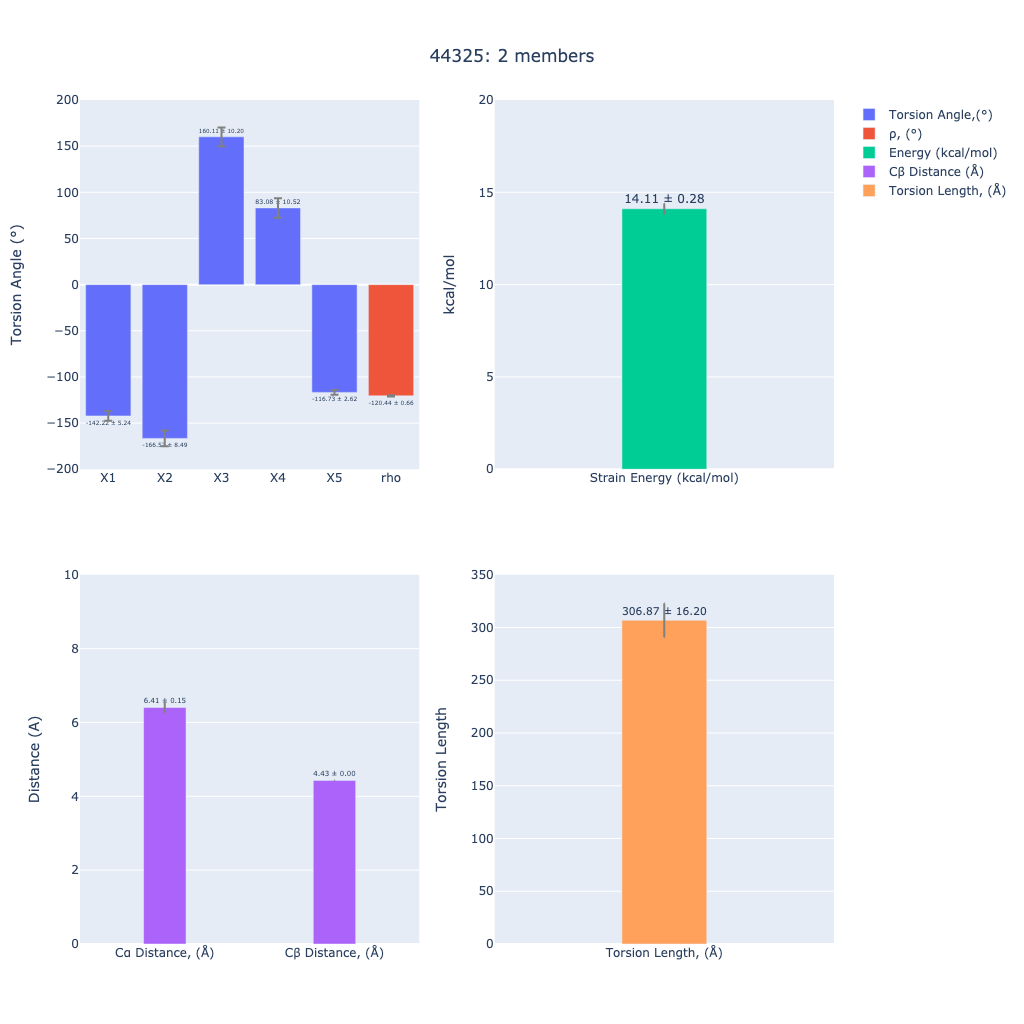 44325: 2 members
Torsion Angle (°)
200
150
100
50
0
−50
−100
−150
−200
160.11 ± 10.20
83.08 ± 10.52
-142.22 ± 5.24
± 8.49
-116.73 ± 2.62
-120.44 ± 0.66
X1 X2 X3 X4 X5 rho
kcal/mol
20
15
10
5
0
14.11 ± 0.28
Strain Energy (kcal/mol)
Torsion Angle,(°)
ρ, (°)
Energy (kcal/mol)
Cβ Distance (Å)
Torsion Length, (Å)
Distance (A)
10
8
6
4
2
0
6.41 ± 0.15
4.43 ± 0.00
Cα Distance, (Å) Cβ Distance, (Å)
Torsion Length
350
300
250
200
150
100
50
0
306.87 ± 16.20
Torsion Length, (Å)